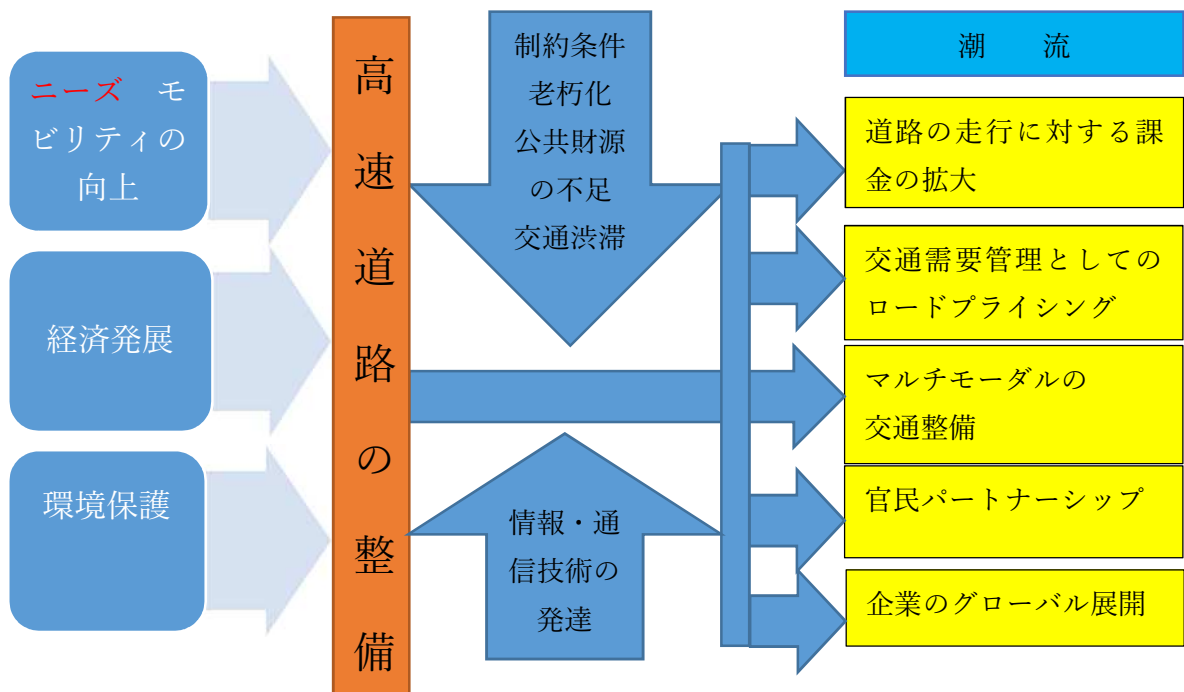 ニーズ　モ
ビリティの
向上
経済発展
環境保護
高速道路の整備
制約条件
老朽化
公共財源
の不足
交通渋滞
情報・通
信技術の
発達
潮　流
道路の走行に対する課
金の拡大
交通需要管理としての
ロードプライシング
マルチモーダルの
交通整備
官民パートナーシップ
企業のグローバル展開